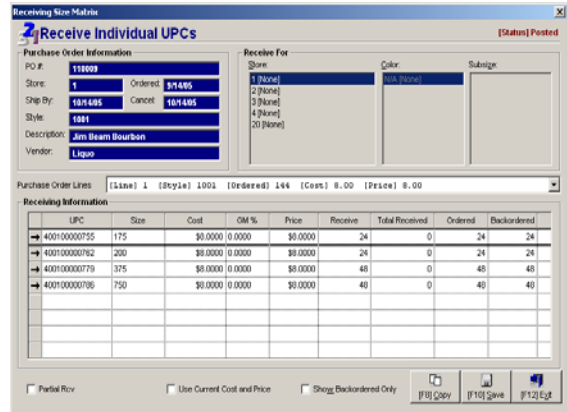 Receiving Size Matrix
Receive Individual UPCs [Status] Posted
Purchase Order Information
PO #: 110009
Store: 1 Ordered: 9/14/05
Ship By: 10/14/05 Cancel: 10/14/05
Style: 1001
Description: Jim Beam Bourbon
Vendor: Liquo
Receive For
Store: Color: Subsize:
1 [None] N/A [None]
2 [None]
3 [None]
4 [None]
20 [None]
Purchase Order Lines [Line] 1 [Style] 1001 [Ordered] 144 [Cost] 8.00 [Price] 8.00
Receiving Information
UPC Size Cost GM % Price Receive Total Received Ordered Backordered
400100000755 175 $8.0000 0.0000 $8.0000 24 0 24 24
400100000762 200 $8.0000 0.0000 $8.0000 24 0 24 24
400100000779 375 $8.0000 0.0000 $8.0000 48 0 48 48
400100000786 750 $8.0000 0.0000 $8.0000 48 0 48 48
Partial Rcv Use Current Cost and Price Show Backordered Only [F8] Copy [F10] Save [F12] Exit